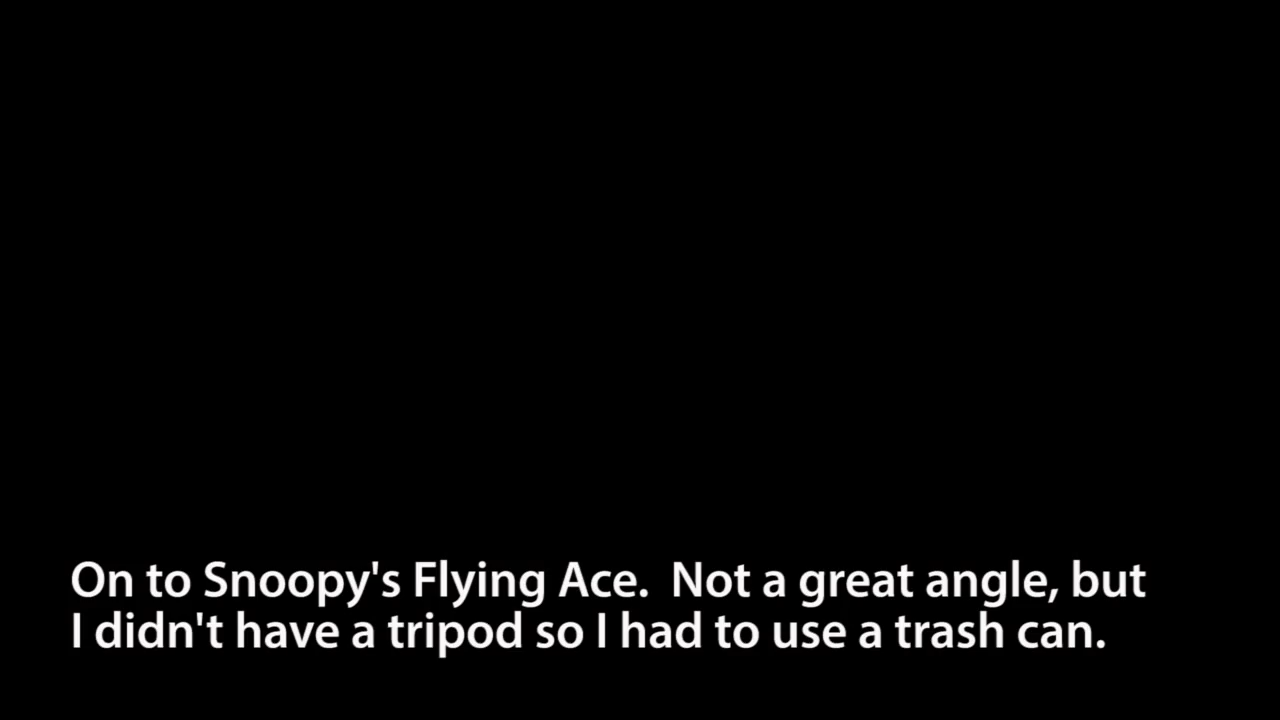 On to Snoopy's Flying Ace.  Not a great angle, but
I didn't have a tripod so I had to use a trash can.